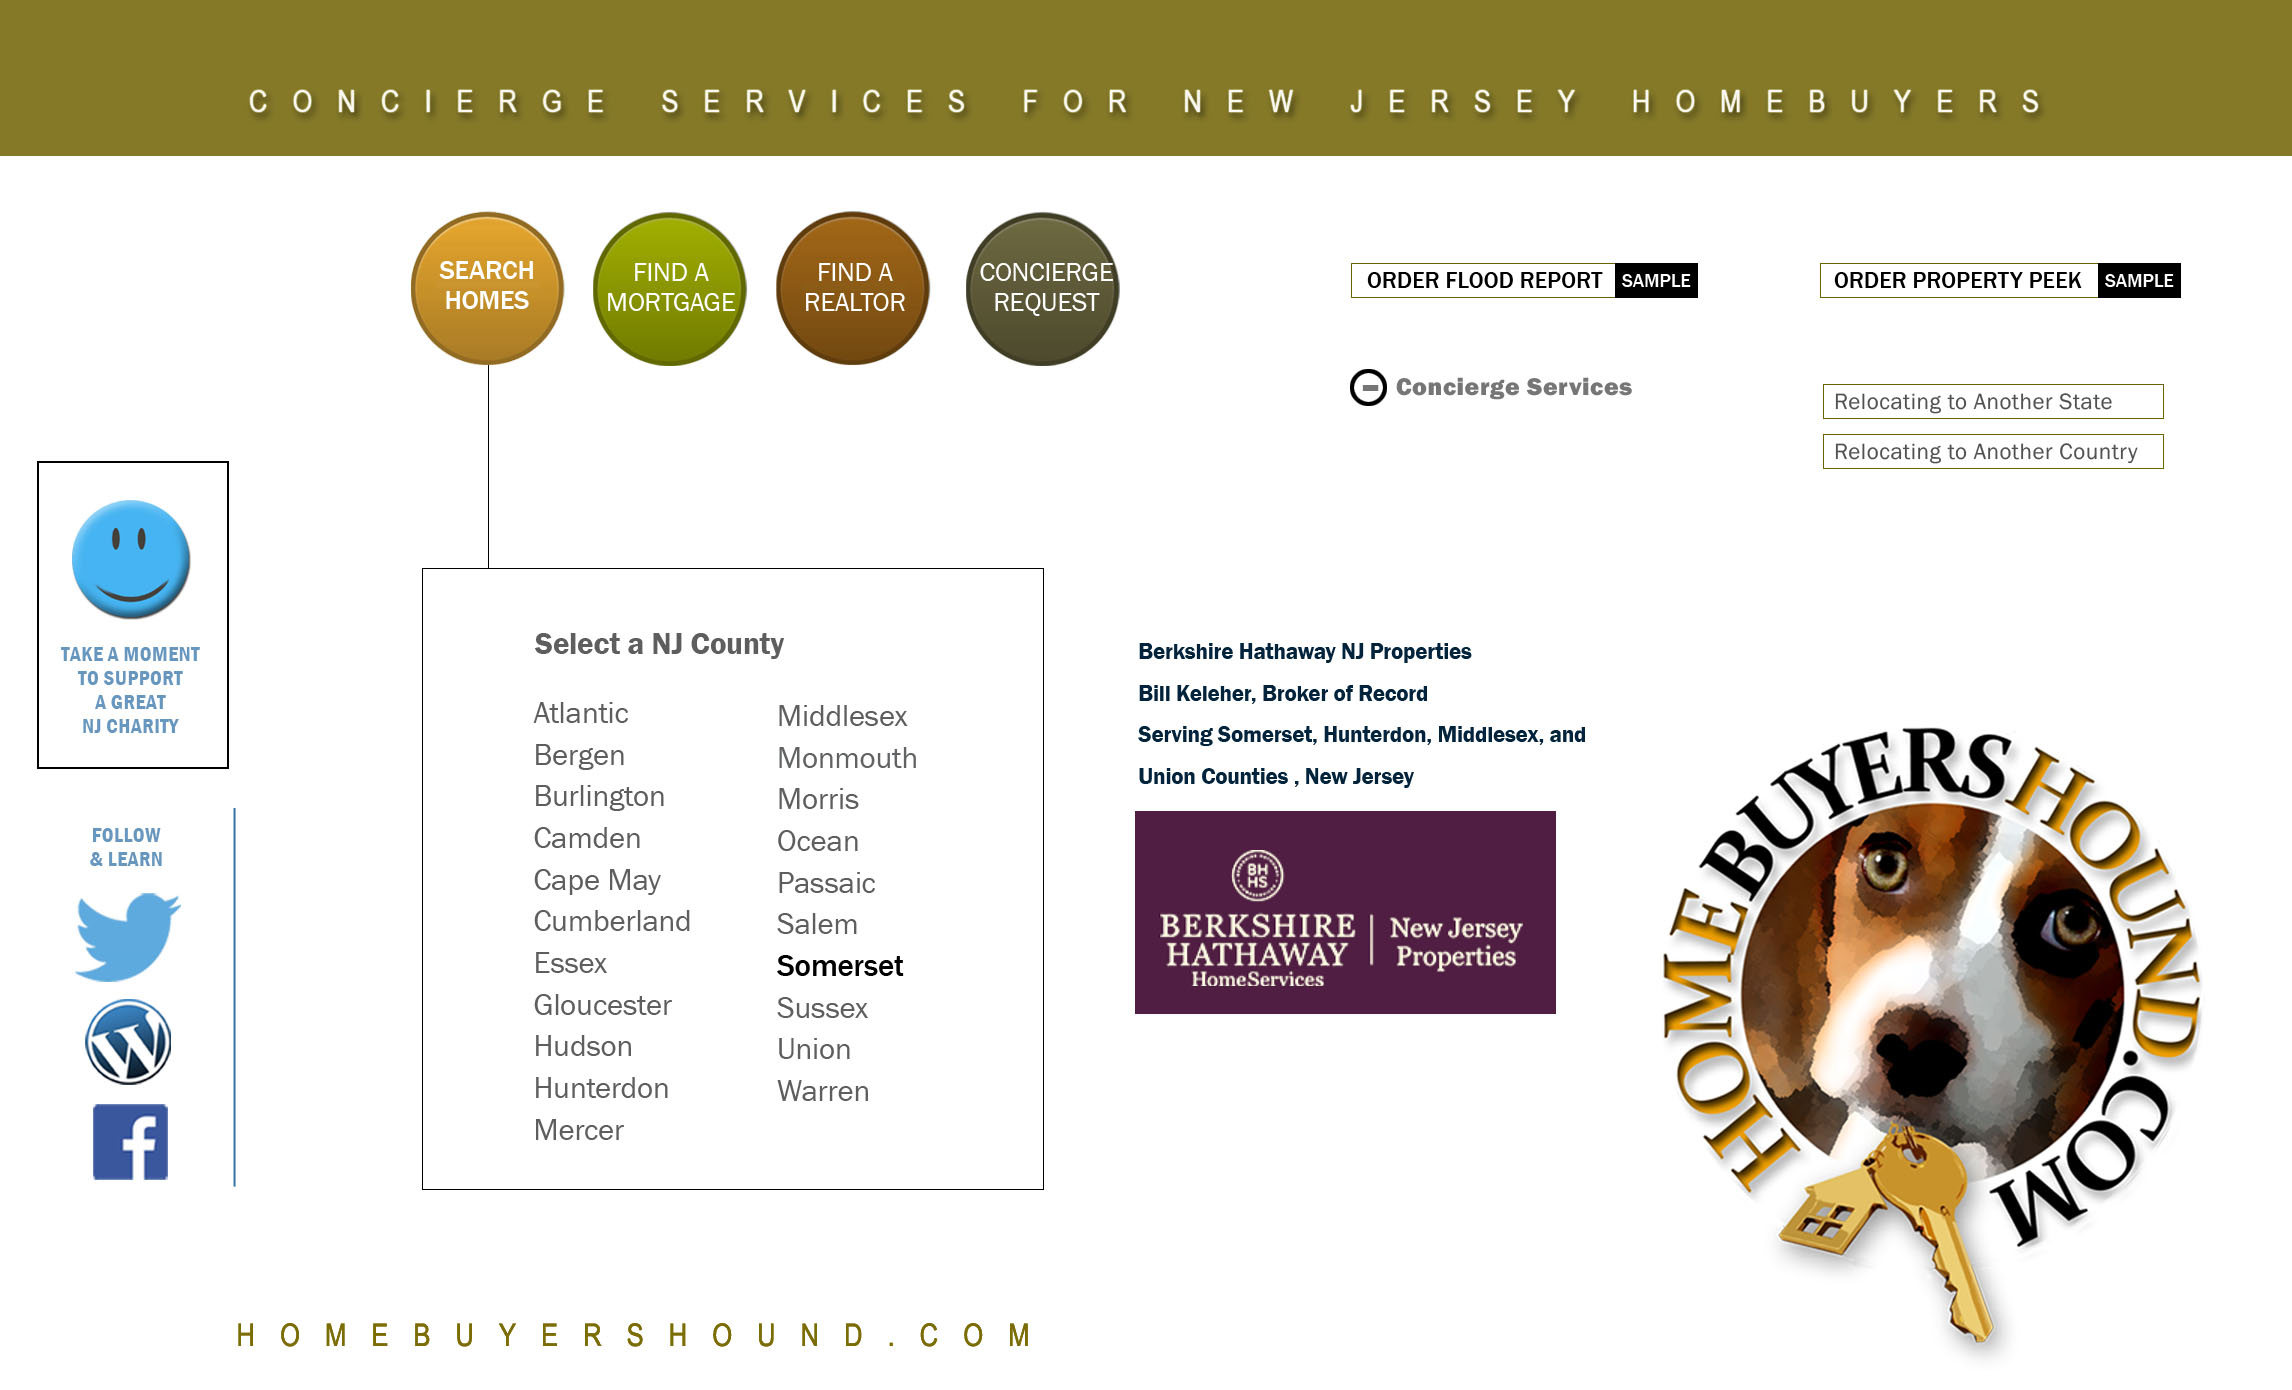 CONCIERGE SERVICES FOR NEW JERSEY HOMEBUYERS
SEARCH
HOMES
FIND A
MORTGAGE
FIND A
REALTOR
CONCIERGE
REQUEST
ORDER FLOOD REPORT SAMPLE
ORDER PROPERTY PEEK SAMPLE
Concierge Services
Relocating to Another State
Relocating to Another Country
TAKE A MOMENT
TO SUPPORT
A GREAT
NJ CHARITY
FOLLOW
& LEARN
Select a NJ County
Atlantic
Bergen
Burlington
Camden
Cape May
Cumberland
Essex
Gloucester
Hudson
Hunterdon
Mercer
Middlesex
Monmouth
Morris
Ocean
Passaic
Salem
Somerset
Sussex
Union
Warren
Berkshire Hathaway NJ Properties
Bill Keleher, Broker of Record
Serving Somerset, Hunterdon, Middlesex, and
Union Counties , New Jersey
BH
HS
BERKSHIRE
HATHAWAY
HomeServices
New Jersey
Properties
HOMEBUYERSHOUND.COM
HOMEBUYERSHOUND.COM